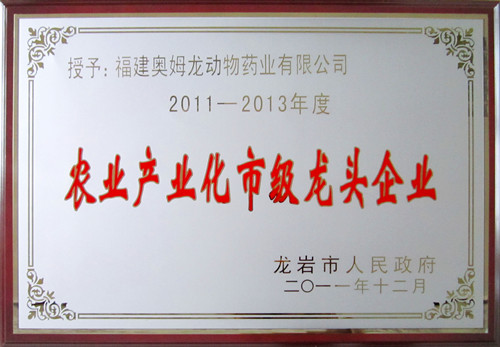 授予：福建奥姆龙动物药业有限公司
2011—2013年度
农业产业化市级龙头企业
龙岩市人民政府
二〇一一年十二月